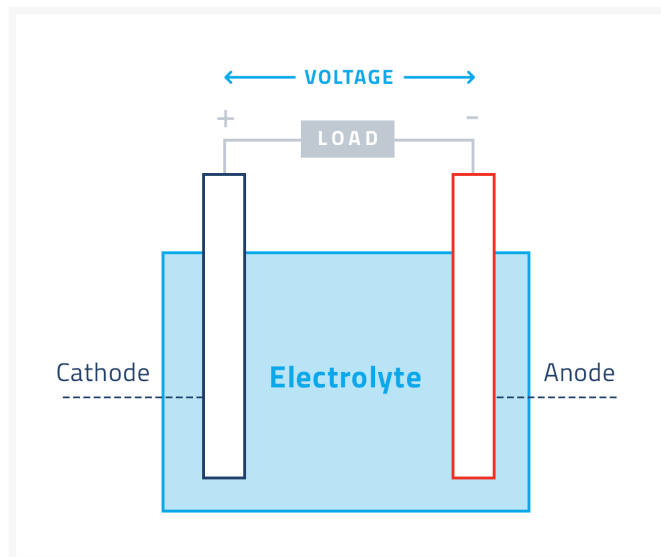 VOLTAGE
+ −
LOAD
Cathode
Electrolyte
Anode